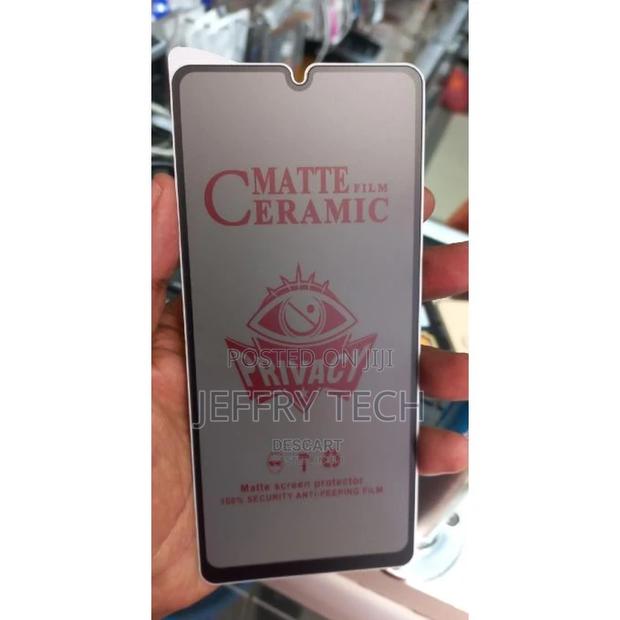 MATTE FILM
CERAMIC
POSTED ON JIJI
PRIVACY
JEFFRY TECH
DESCART
Matte screen protector
100% SECURITY ANTI-PEEPING FILM